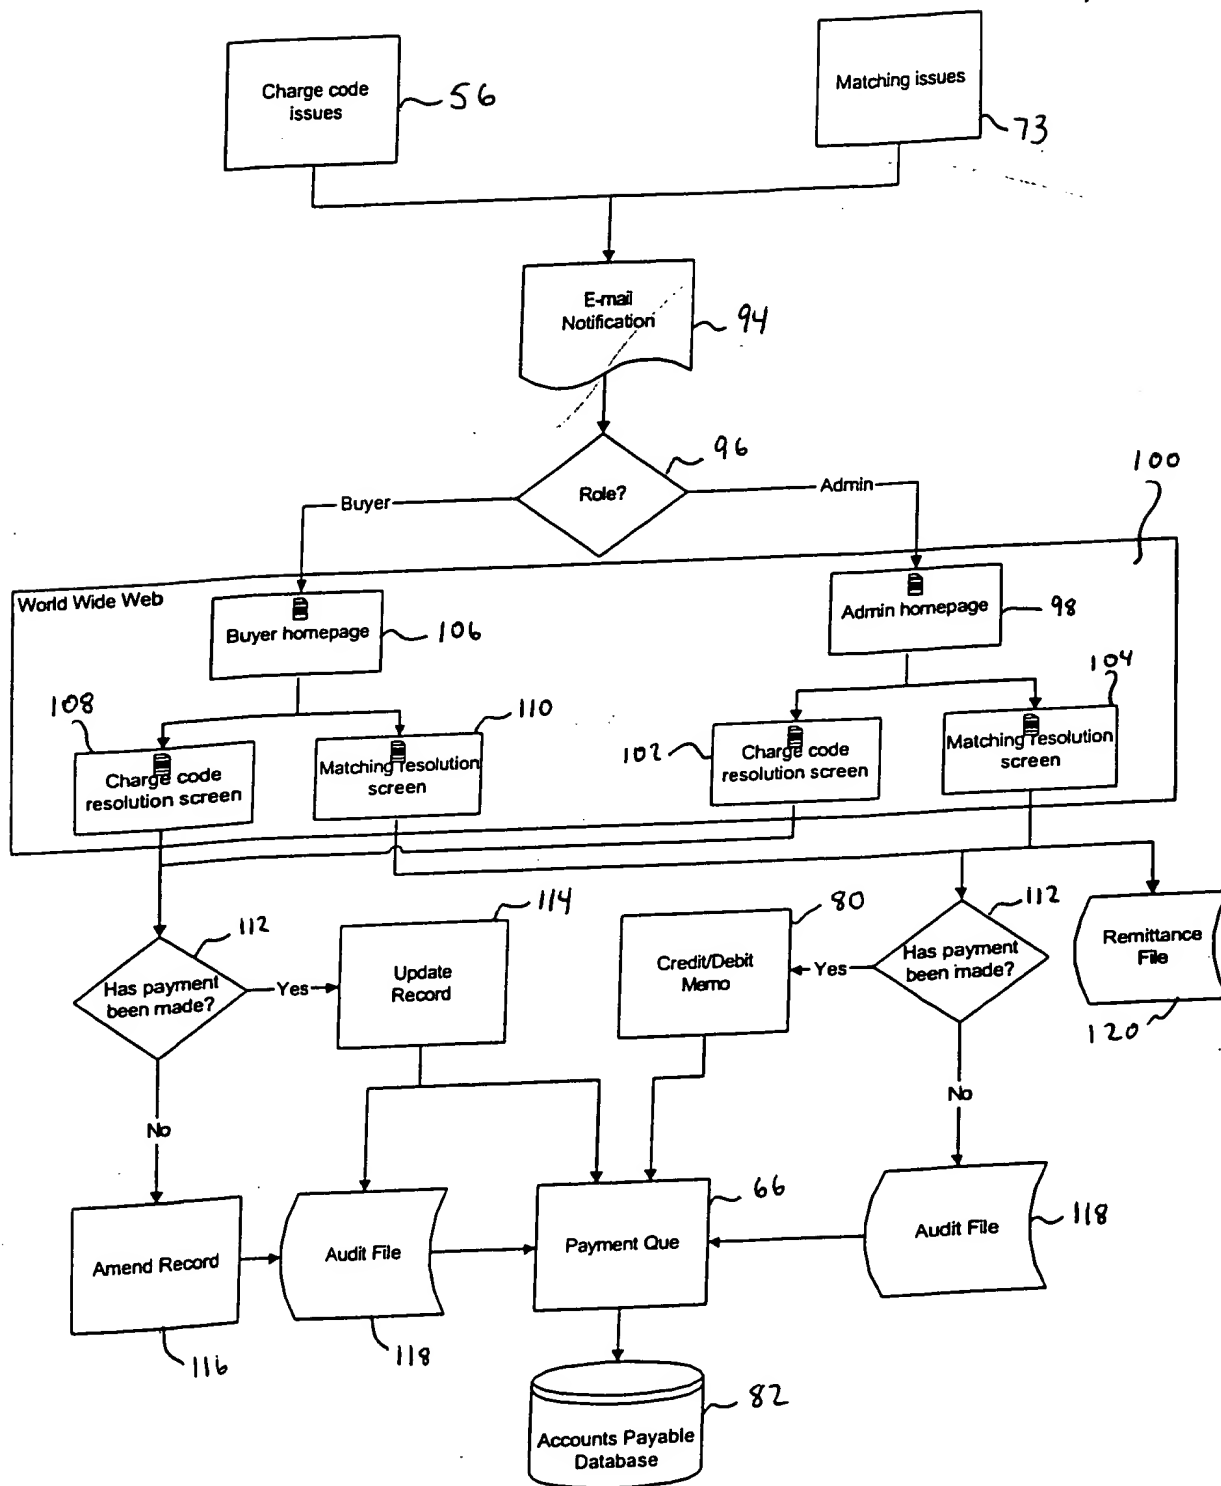 Charge code
issues
56
Matching issues
73
E-mail
Notification
94
96
Role?
Buyer
Admin
100
World Wide Web
Buyer homepage
106
Admin homepage
98
108
110
104
Charge code
resolution screen
Matching resolution
screen
102
Charge code
resolution screen
Matching resolution
screen
112
114
80
112
Has payment
been made?
Yes
Update
Record
Credit/Debit
Memo
Yes
Has payment
been made?
Remittance
File
120
No
No
66
Amend Record
Audit File
Payment Que
Audit File
118
116
118
82
Accounts Payable
Database